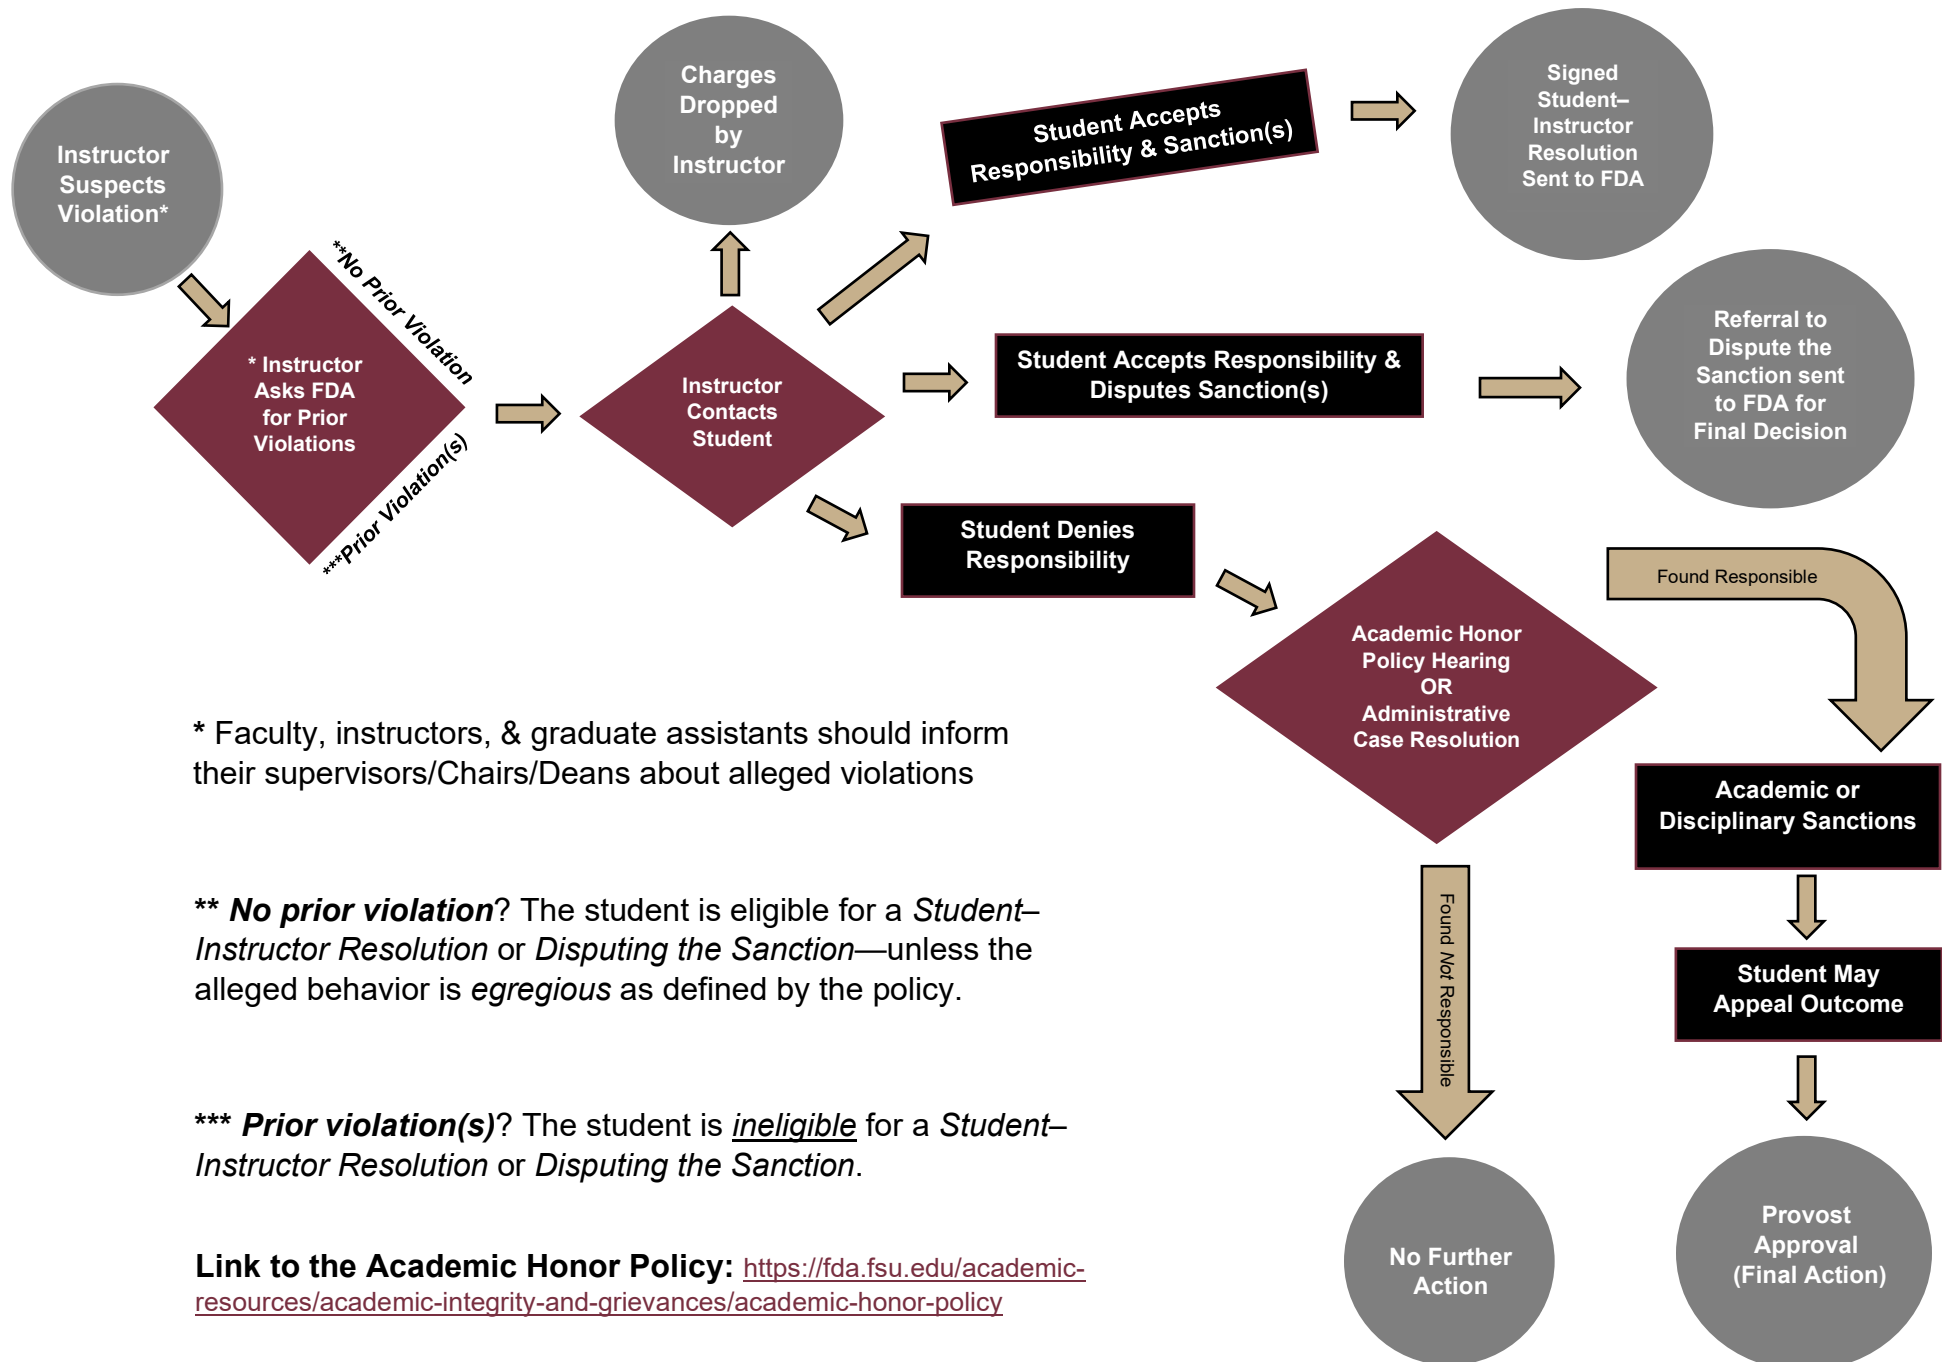 Instructor
Suspects
Violation*
* Instructor
Asks FDA
for Prior
Violations
**No Prior Violation
***Prior Violation(s)
Charges
Dropped
by
Instructor
Instructor
Contacts
Student
Student Accepts
Responsibility & Sanction(s)
Signed
Student–
Instructor
Resolution
Sent to FDA
Student Accepts Responsibility &
Disputes Sanction(s)
Referral to
Dispute the
Sanction sent
to FDA for
Final Decision
Student Denies
Responsibility
Academic Honor
Policy Hearing
OR
Administrative
Case Resolution
Found Responsible
Academic or
Disciplinary Sanctions
Student May
Appeal Outcome
Provost
Approval
(Final Action)
Found Not Responsible
No Further
Action
* Faculty, instructors, & graduate assistants should inform
their supervisors/Chairs/Deans about alleged violations
** No prior violation? The student is eligible for a Student–
Instructor Resolution or Disputing the Sanction—unless the
alleged behavior is egregious as defined by the policy.
*** Prior violation(s)? The student is ineligible for a Student–
Instructor Resolution or Disputing the Sanction.
Link to the Academic Honor Policy: https://fda.fsu.edu/academic-
resources/academic-integrity-and-grievances/academic-honor-policy